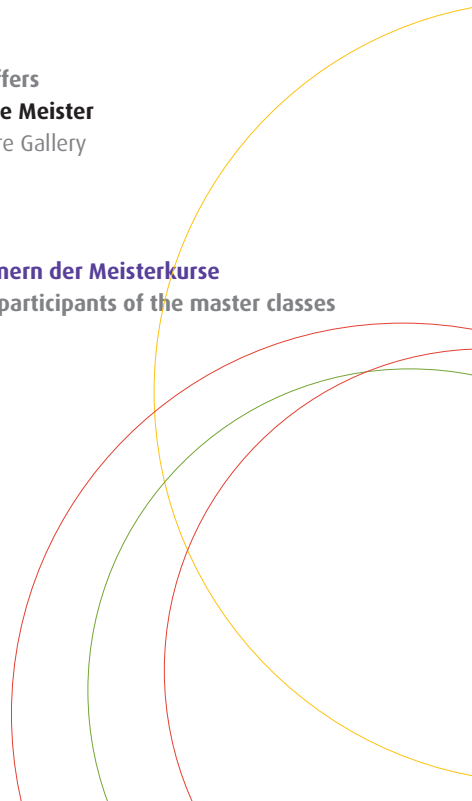 ffers
e Meister
re Gallery
nern der Meisterkurse
participants of the master classes